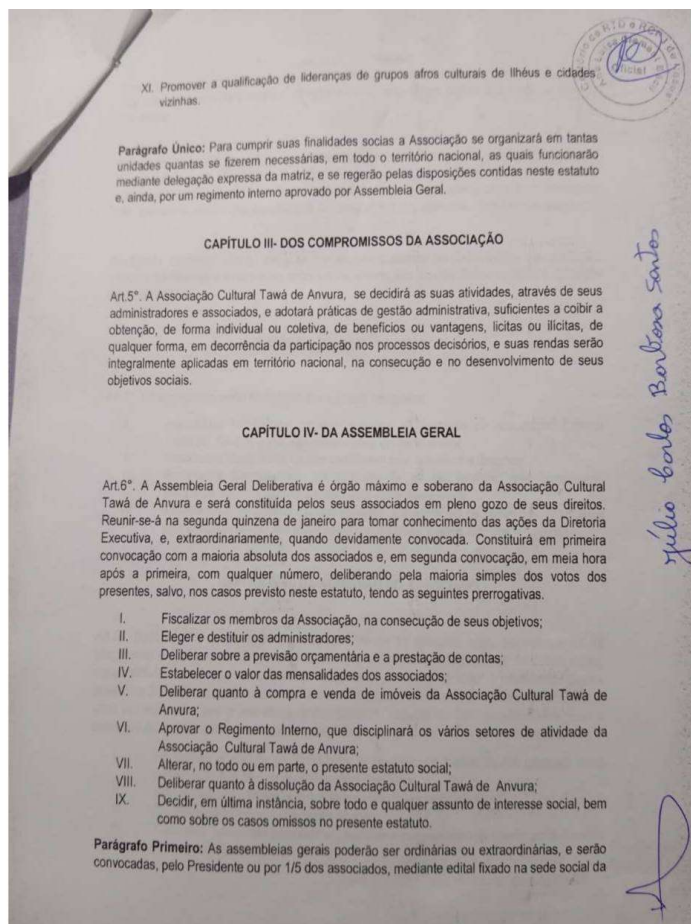 XI. Promover a qualificação de lideranças de grupos afros culturais de Ilhéus e cidades
vizinhas.
Parágrafo Único: Para cumprir suas finalidades socias a Associação se organizará em tantas
unidades quantas se fizerem necessárias, em todo o território nacional, as quais funcionarão
mediante delegação expressa da matriz, e se regerão pelas disposições contidas neste estatuto
e, ainda, por um regimento interno aprovado por Assembleia Geral.
CAPÍTULO III- DOS COMPROMISSOS DA ASSOCIAÇÃO
Art.5°. A Associação Cultural Tawá de Anvura, se decidirá as suas atividades, através de seus
administradores e associados, e adotará práticas de gestão administrativa, suficientes a coibir a
obtenção, de forma individual ou coletiva, de benefícios ou vantagens, lícitas ou ilícitas, de
qualquer forma, em decorrência da participação nos processos decisórios, e suas rendas serão
integralmente aplicadas em território nacional, na consecução e no desenvolvimento de seus
objetivos sociais.
CAPÍTULO IV- DA ASSEMBLEIA GERAL
Art.6°. A Assembleia Geral Deliberativa é órgão máximo e soberano da Associação Cultural
Tawá de Anvura e será constituída pelos seus associados em pleno gozo de seus direitos.
Reunir-se-á na segunda quinzena de janeiro para tomar conhecimento das ações da Diretoria
Executiva, e, extraordinariamente, quando devidamente convocada. Constituirá em primeira
convocação com a maioria absoluta dos associados e, em segunda convocação, em meia hora
após a primeira, com qualquer número, deliberando pela maioria simples dos votos dos
presentes, salvo, nos casos previsto neste estatuto, tendo as seguintes prerrogativas.
I. Fiscalizar os membros da Associação, na consecução de seus objetivos;
II. Eleger e destituir os administradores;
III. Deliberar sobre a previsão orçamentária e a prestação de contas;
IV. Estabelecer o valor das mensalidades dos associados;
V. Deliberar quanto à compra e venda de imóveis da Associação Cultural Tawá de
Anvura;
VI. Aprovar o Regimento Interno, que disciplinará os vários setores de atividade da
Associação Cultural Tawá de Anvura;
VII. Alterar, no todo ou em parte, o presente estatuto social;
VIII. Deliberar quanto à dissolução da Associação Cultural Tawá de Anvura;
IX. Decidir, em última instância, sobre todo e qualquer assunto de interesse social, bem
como sobre os casos omissos no presente estatuto.
Parágrafo Primeiro: As assembleias gerais poderão ser ordinárias ou extraordinárias, e serão
convocadas, pelo Presidente ou por 1/5 dos associados, mediante edital fixado na sede social da
Júlio Carlos Barbosa Santos
Oficial